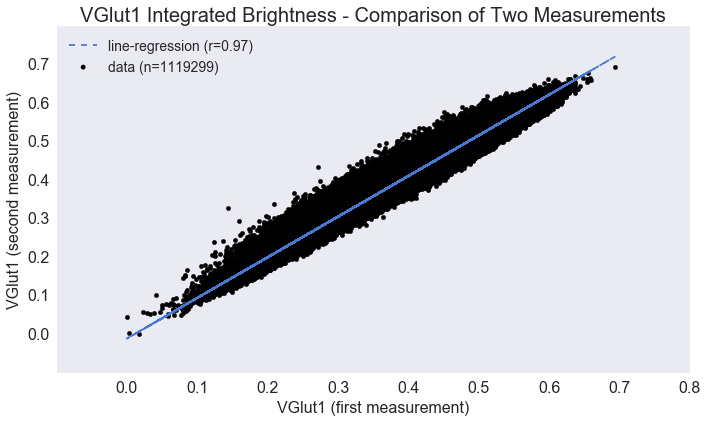 VGlut1 Integrated Brightness - Comparison of Two Measurements
line-regression (r=0.97)
data (n=1119299)
VGlut1 (second measurement)
0.7
0.6
0.5
0.4
0.3
0.2
0.1
0.0
0.0 0.1 0.2 0.3 0.4 0.5 0.6 0.7 0.8
VGlut1 (first measurement)